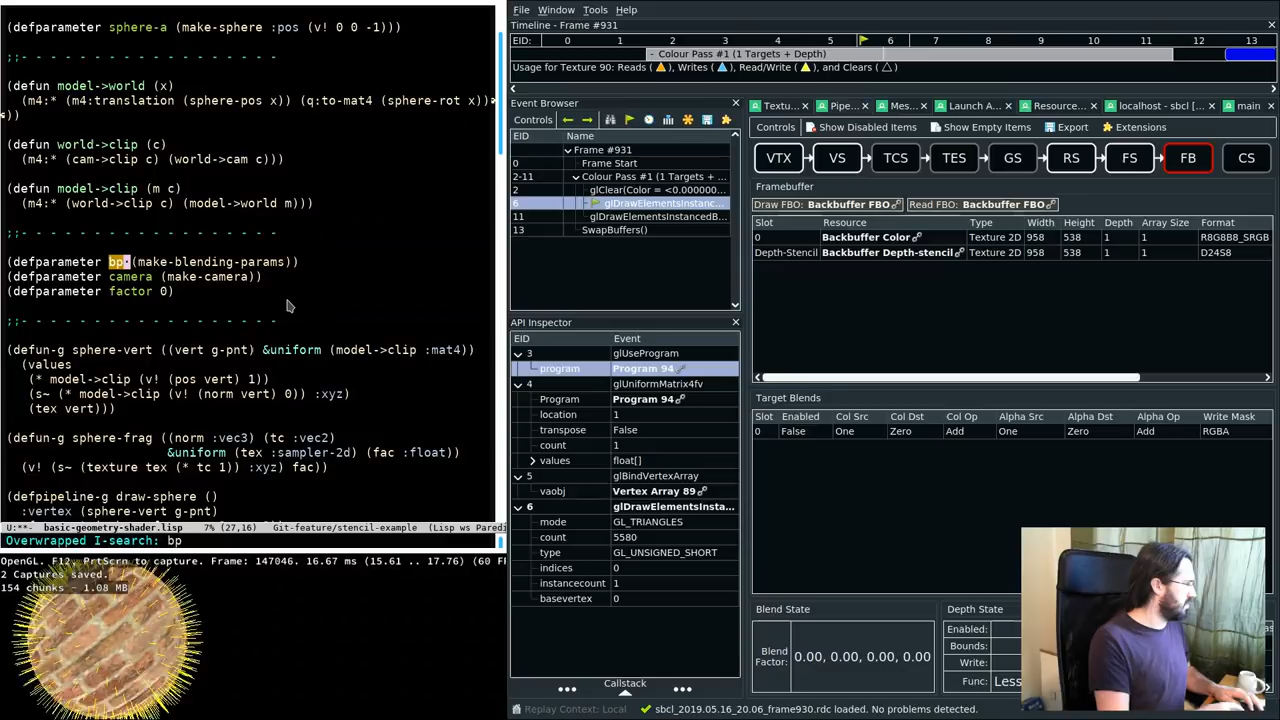 (defparameter sphere-a (make-sphere :pos (v! 0 0 -1)))
;;- - - - - - - - - - - - - - - - - -
(defun model->world (x)
  (m4:* (m4:translation (sphere-pos x)) (q:to-mat4 (sphere-rot x))
))
(defun world->clip (c)
  (m4:* (cam->clip c) (world->cam c)))
(defun model->clip (m c)
  (m4:* (world->clip c) (model->world m)))
;;- - - - - - - - - - - - - - - - - -
(defparameter bp (make-blending-params))
(defparameter camera (make-camera))
(defparameter factor 0)
;;- - - - - - - - - - - - - - - - - -
(defun-g sphere-vert ((vert g-pnt) &uniform (model->clip :mat4))
  (values
   (* model->clip (v! (pos vert) 1))
   (s~ (* model->clip (v! (norm vert) 0)) :xyz)
   (tex vert)))
(defun-g sphere-frag ((norm :vec3) (tc :vec2)
                      &uniform (tex :sampler-2d) (fac :float))
  (v! (s~ (texture tex (* tc 1)) :xyz) fac))
(defpipeline-g draw-sphere ()
  :vertex (sphere-vert g-pnt)
U:**-  basic-geometry-shader.lisp   7% (27,16)   Git-feature/stencil-example  (Lisp ws Paredi
Overwrapped I-search: bp
OpenGL. F12, PrtScrn to capture. Frame: 147046. 16.67 ms (15.61 .. 17.76) (60 FP
2 Captures saved.
154 chunks - 1.08 MB
File Window Tools Help
Timeline - Frame #931
EID: 0 1 2 3 4 5 6 7 8 9 10 11 12 13
- Colour Pass #1 (1 Targets + Depth)
Usage for Texture 90: Reads ( ), Writes ( ), Read/Write ( ), and Clears ( )
Event Browser
Controls
EID Name
Frame #931
0 Frame Start
2-11 Colour Pass #1 (1 Targets + ...
2 glClear(Color = <0.000000...
6 glDrawElementsInstanc...
11 glDrawElementsInstancedB...
13 SwapBuffers()
API Inspector
EID Event
3 glUseProgram
program Program 94
4 glUniformMatrix4fv
Program Program 94
location 1
transpose False
count 1
values float[]
5 glBindVertexArray
vaobj Vertex Array 89
6 glDrawElementsInsta...
mode GL_TRIANGLES
count 5580
type GL_UNSIGNED_SHORT
indices 0
instancecount 1
basevertex 0
Callstack
Textu... Pipe... Mes... Launch A... Resource... localhost - sbcl [... main
Controls Show Disabled Items Show Empty Items Export Extensions
VTX VS TCS TES GS RS FS FB CS
Framebuffer
Draw FBO: Backbuffer FBO Read FBO: Backbuffer FBO
Slot Resource Type Width Height Depth Array Size Format
0 Backbuffer Color Texture 2D 958 538 1 1 R8G8B8_SRGB
Depth-Stencil Backbuffer Depth-stencil Texture 2D 958 538 1 1 D24S8
Target Blends
Slot Enabled Col Src Col Dst Col Op Alpha Src Alpha Dst Alpha Op Write Mask
0 False One Zero Add One Zero Add RGBA
Blend State
Blend Factor: 0.00, 0.00, 0.00, 0.00
Depth State
Enabled:
Bounds:
Write:
Func: Less
Replay Context: Local sbcl_2019.05.16_20.06_frame930.rdc loaded. No problems detected.